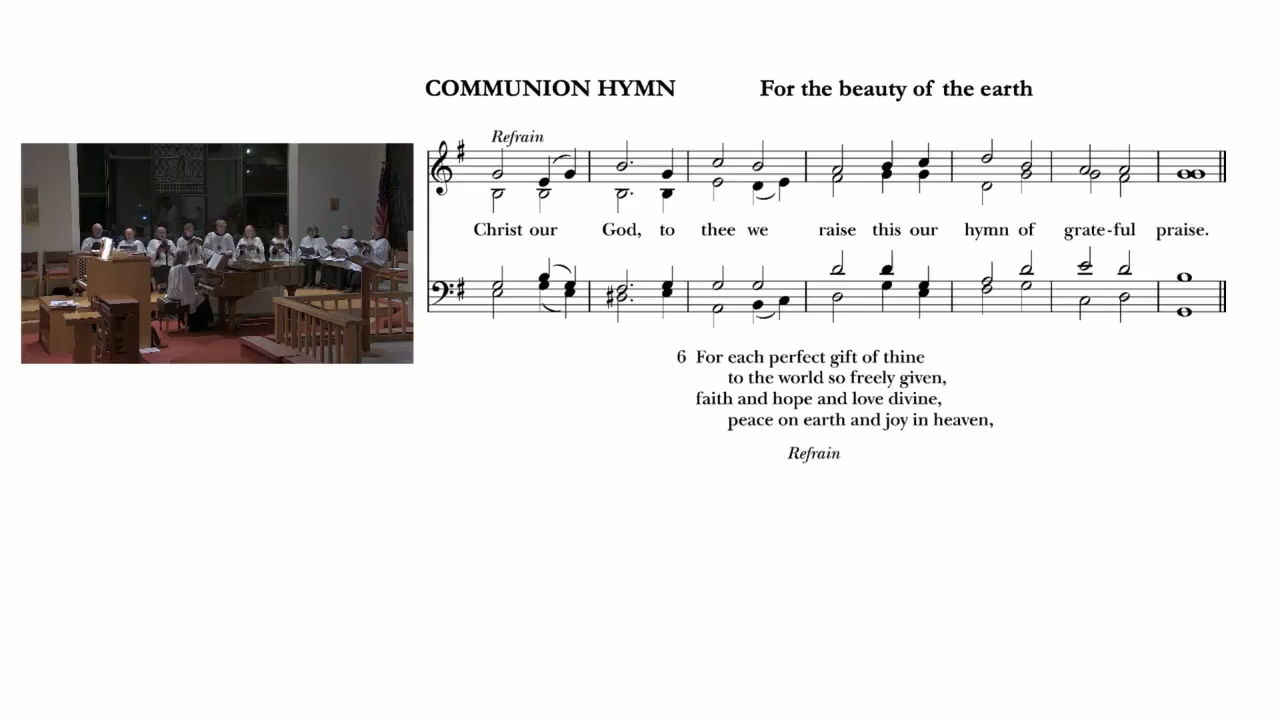 COMMUNION HYMN For the beauty of the earth
Refrain
Christ our God, to thee we raise this our hymn of grate-ful praise.
6 For each perfect gift of thine
to the world so freely given,
faith and hope and love divine,
peace on earth and joy in heaven,
Refrain